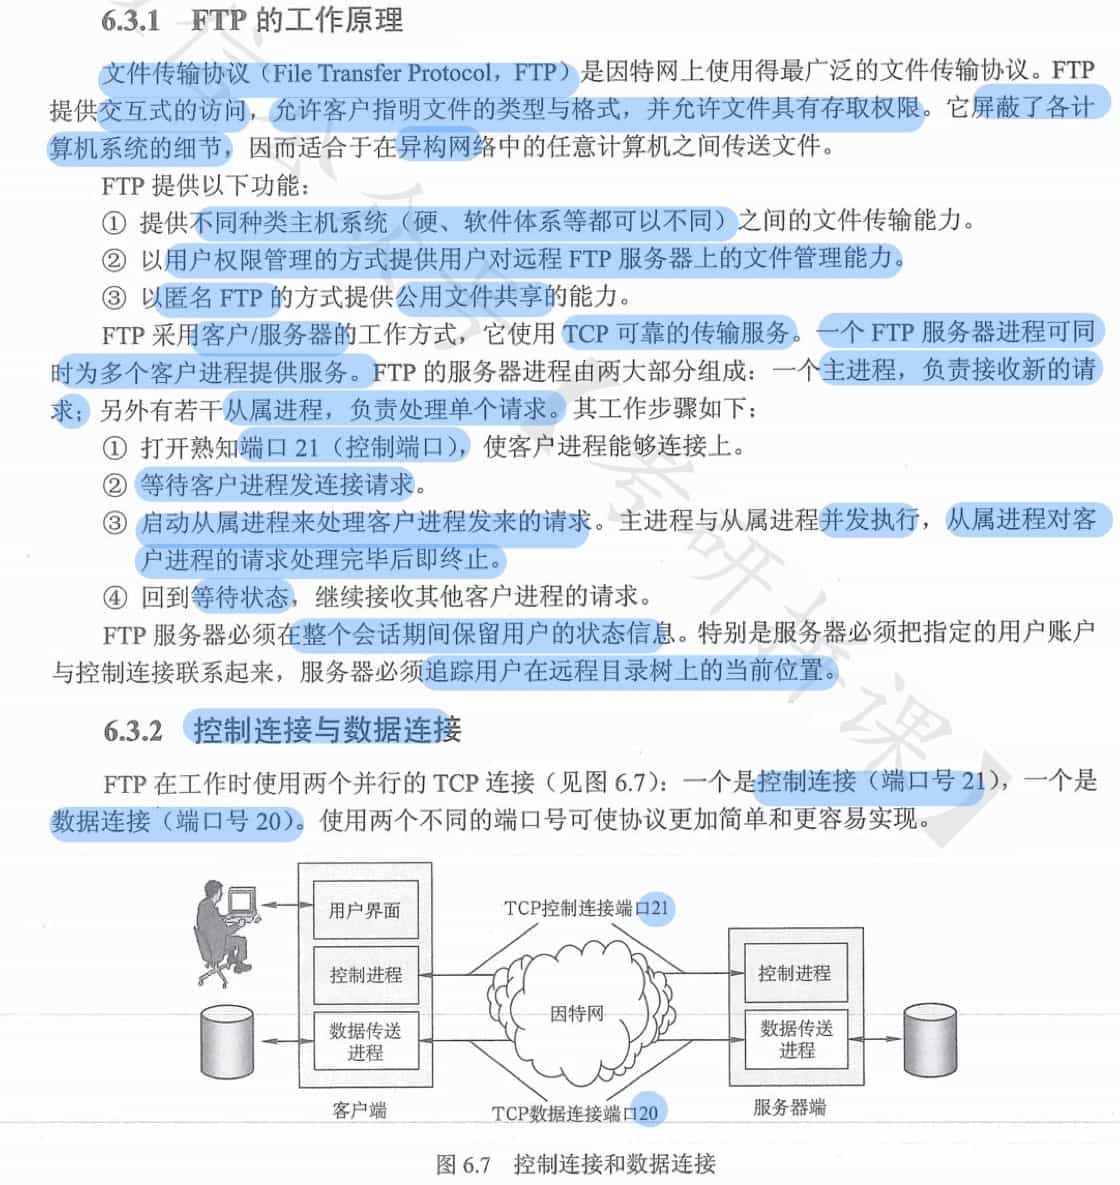 6.3.1 FTP 的工作原理
文件传输协议（File Transfer Protocol，FTP）是因特网上使用得最广泛的文件传输协议。FTP
提供交互式的访问，允许客户指明文件的类型与格式，并允许文件具有存取权限。它屏蔽了各计
算机系统的细节，因而适合于在异构网络中的任意计算机之间传送文件。
FTP 提供以下功能：
① 提供不同种类主机系统（硬、软件体系等都可以不同）之间的文件传输能力。
② 以用户权限管理的方式提供用户对远程 FTP 服务器上的文件管理能力。
③ 以匿名 FTP 的方式提供公用文件共享的能力。
FTP 采用客户/服务器的工作方式，它使用 TCP 可靠的传输服务。一个 FTP 服务器进程可同
时为多个客户进程提供服务。FTP 的服务器进程由两大部分组成：一个主进程，负责接收新的请
求；另外有若干从属进程，负责处理单个请求。其工作步骤如下：
① 打开熟知端口 21（控制端口），使客户进程能够连接上。
② 等待客户进程发连接请求。
③ 启动从属进程来处理客户进程发来的请求。主进程与从属进程并发执行，从属进程对客
户进程的请求处理完毕后即终止。
④ 回到等待状态，继续接收其他客户进程的请求。
FTP 服务器必须在整个会话期间保留用户的状态信息。特别是服务器必须把指定的用户账户
与控制连接联系起来，服务器必须追踪用户在远程目录树上的当前位置。
6.3.2 控制连接与数据连接
FTP 在工作时使用两个并行的 TCP 连接（见图 6.7）：一个是控制连接（端口号 21），一个是
数据连接（端口号 20）。使用两个不同的端口号可使协议更加简单和更容易实现。
用户界面
TCP控制连接端口21
控制进程
控制进程
因特网
数据传送
进程
数据传送
进程
客户端
TCP数据连接端口20
服务器端
图 6.7 控制连接和数据连接